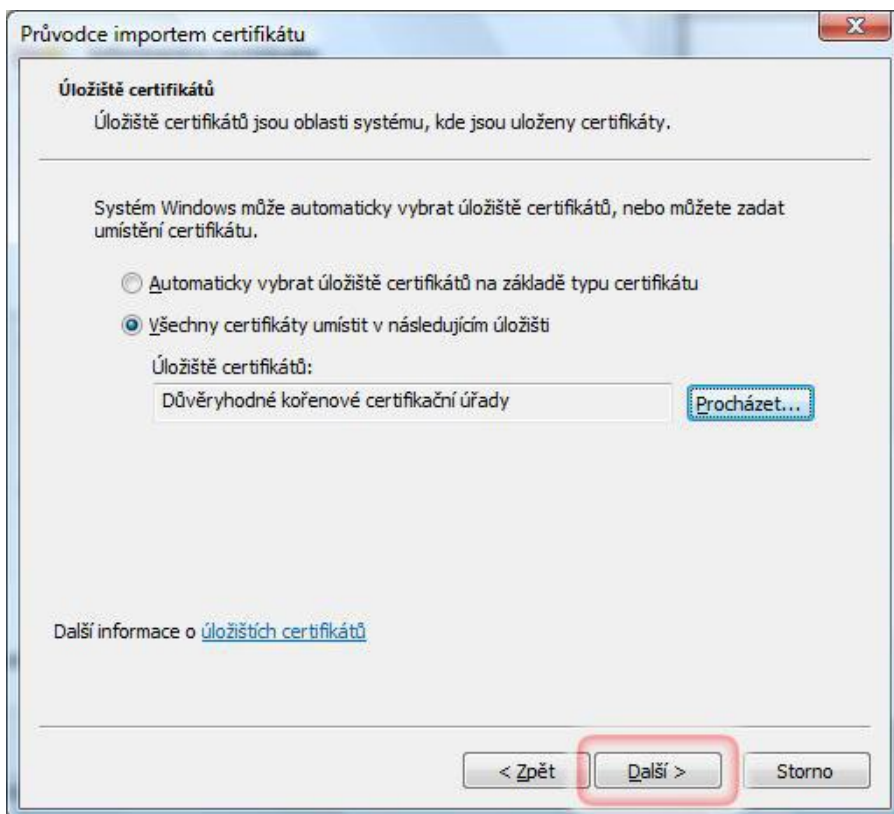 Průvodce importem certifikátu
Úložiště certifikátů
Úložiště certifikátů jsou oblasti systému, kde jsou uloženy certifikáty.
Systém Windows může automaticky vybrat úložiště certifikátů, nebo můžete zadat
umístění certifikátu.
Automaticky vybrat úložiště certifikátů na základě typu certifikátu
Všechny certifikáty umístit v následujícím úložišti
Úložiště certifikátů:
Důvěryhodné kořenové certifikační úřady
Procházet...
Další informace o úložištích certifikátů
< Zpět
Další >
Storno